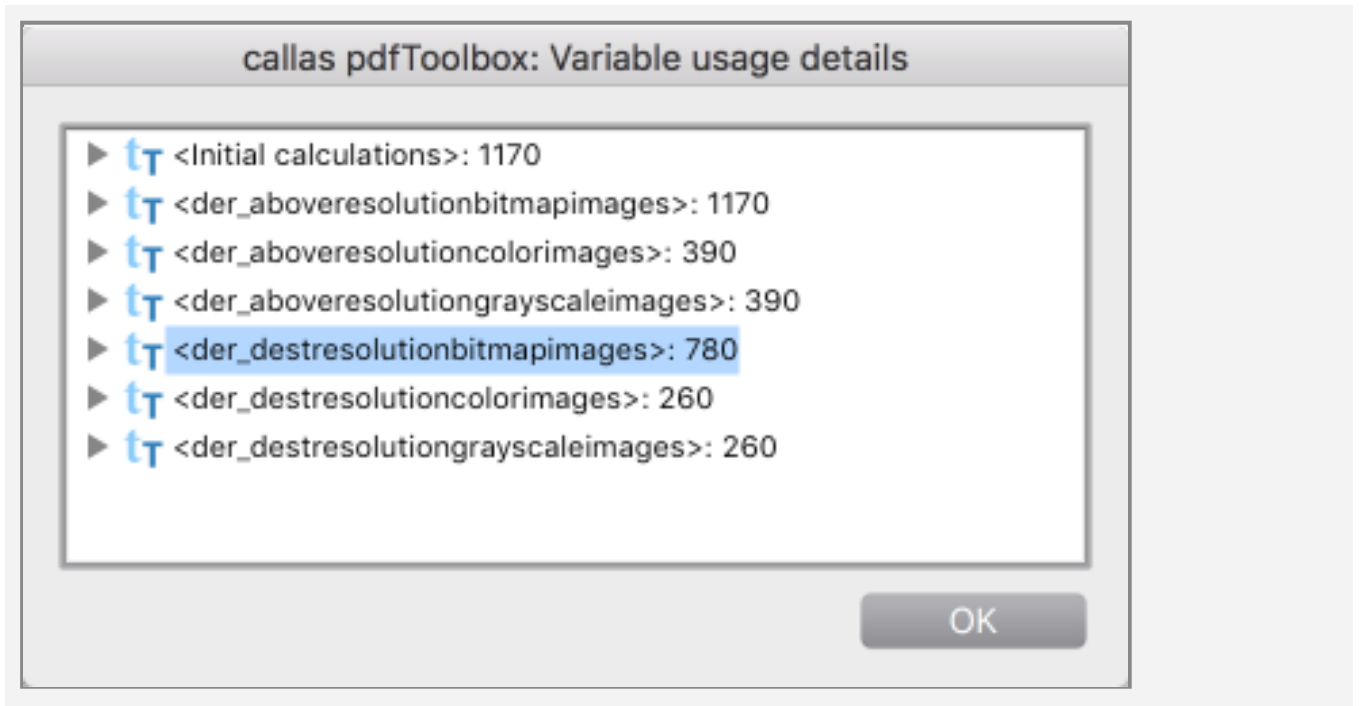 callas pdfToolbox: Variable usage details
<Initial calculations>: 1170
<der_aboveresolutionbitmapimages>: 1170
<der_aboveresolutioncolorimages>: 390
<der_aboveresolutiongrayscaleimages>: 390
<der_destresolutionbitmapimages>: 780
<der_destresolutioncolorimages>: 260
<der_destresolutiongrayscaleimages>: 260
OK